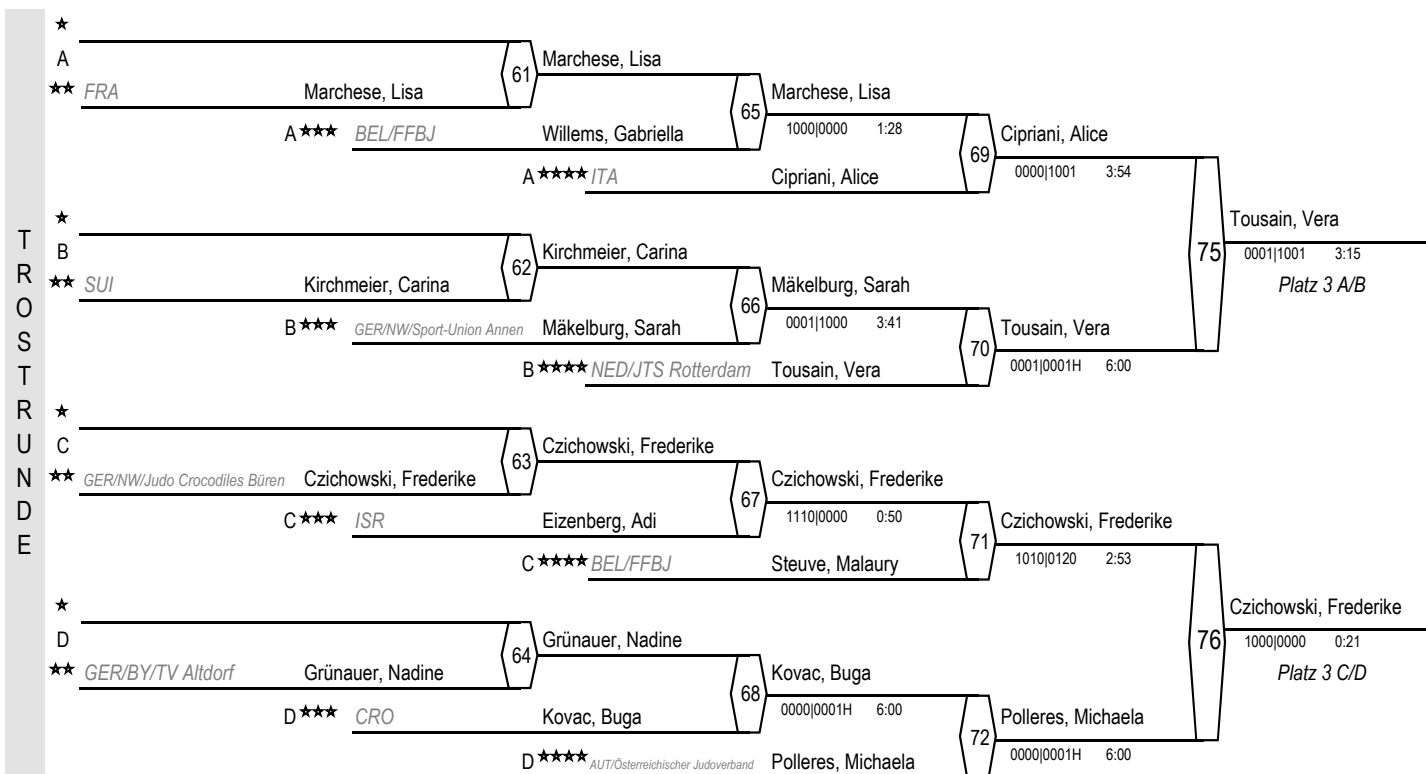 TROSTRUNDE
★
A
61 Marchese, Lisa
★★ FRA Marchese, Lisa
65 Marchese, Lisa
1000|0000 1:28
A ★★★ BEL/FFBJ Willems, Gabriella
69 Cipriani, Alice
0000|1001 3:54
A ★★★★ ITA Cipriani, Alice
★
B
62 Kirchmeier, Carina
★★ SUI Kirchmeier, Carina
66 Mäkelburg, Sarah
0001|1000 3:41
B ★★★ GER/NW/Sport-Union Annen Mäkelburg, Sarah
70 Tousain, Vera
0001|0001H 6:00
B ★★★★ NED/JTS Rotterdam Tousain, Vera
75 Tousain, Vera
0001|1001 3:15
Platz 3 A/B
★
C
63 Czichowski, Frederike
★★ GER/NW/Judo Crocodiles Büren Czichowski, Frederike
67 Czichowski, Frederike
1110|0000 0:50
C ★★★ ISR Eizenberg, Adi
71 Czichowski, Frederike
1010|0120 2:53
C ★★★★ BEL/FFBJ Steuve, Malaury
★
D
64 Grünauer, Nadine
★★ GER/BY/TV Altdorf Grünauer, Nadine
68 Kovac, Buga
0000|0001H 6:00
D ★★★ CRO Kovac, Buga
72 Polleres, Michaela
0000|0001H 6:00
D ★★★★ AUT/Österreichischer Judoverband Polleres, Michaela
76 Czichowski, Frederike
1000|0000 0:21
Platz 3 C/D